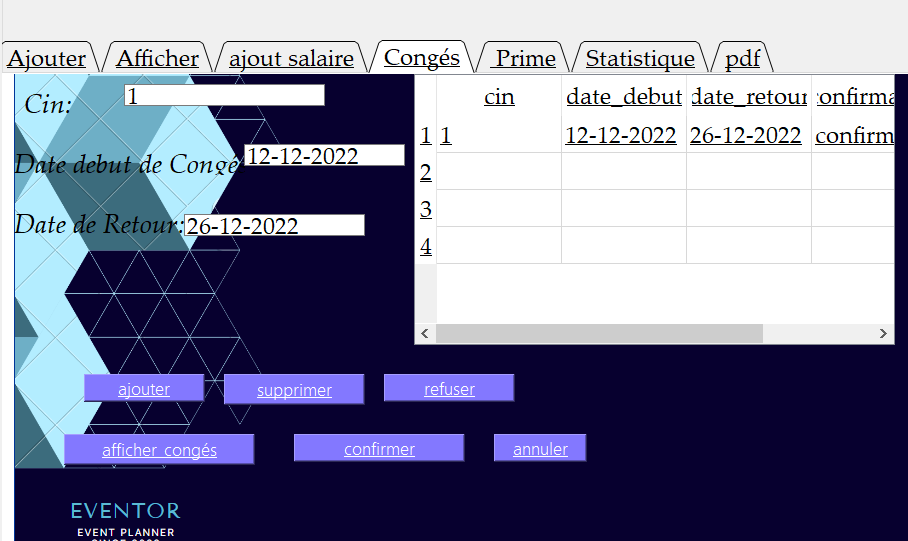 Ajouter Afficher ajout salaire Congés Prime Statistique pdf
Cin: 1
Date debut de Congé 12-12-2022
Date de Retour: 26-12-2022
cin date_debut date_retour confirma
1 1 12-12-2022 26-12-2022 confirm
2
3
4
ajouter supprimer refuser
afficher congés confirmer annuler
EVENTOR
EVENT PLANNER